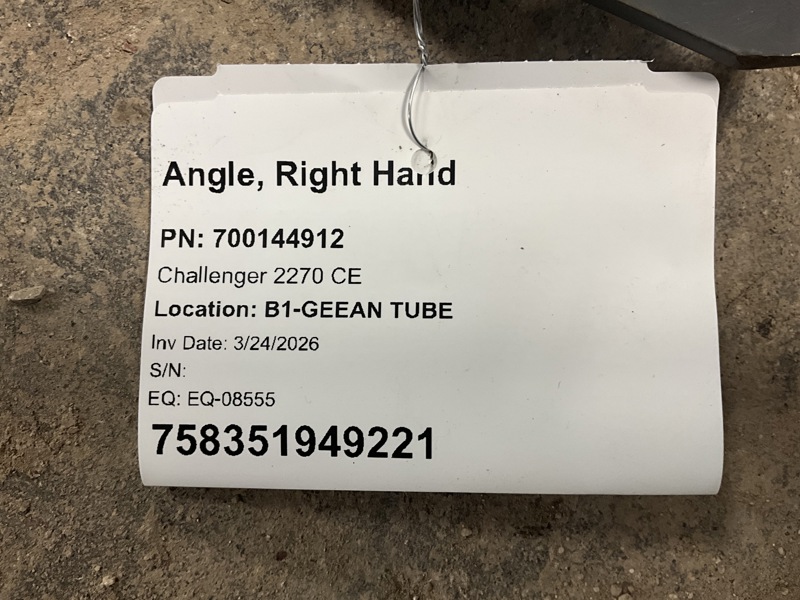 Angle, Right Hand
PN: 700144912
Challenger 2270 CE
Location: B1-GEEAN TUBE
Inv Date: 3/24/2026
S/N:
EQ: EQ-08555
758351949221